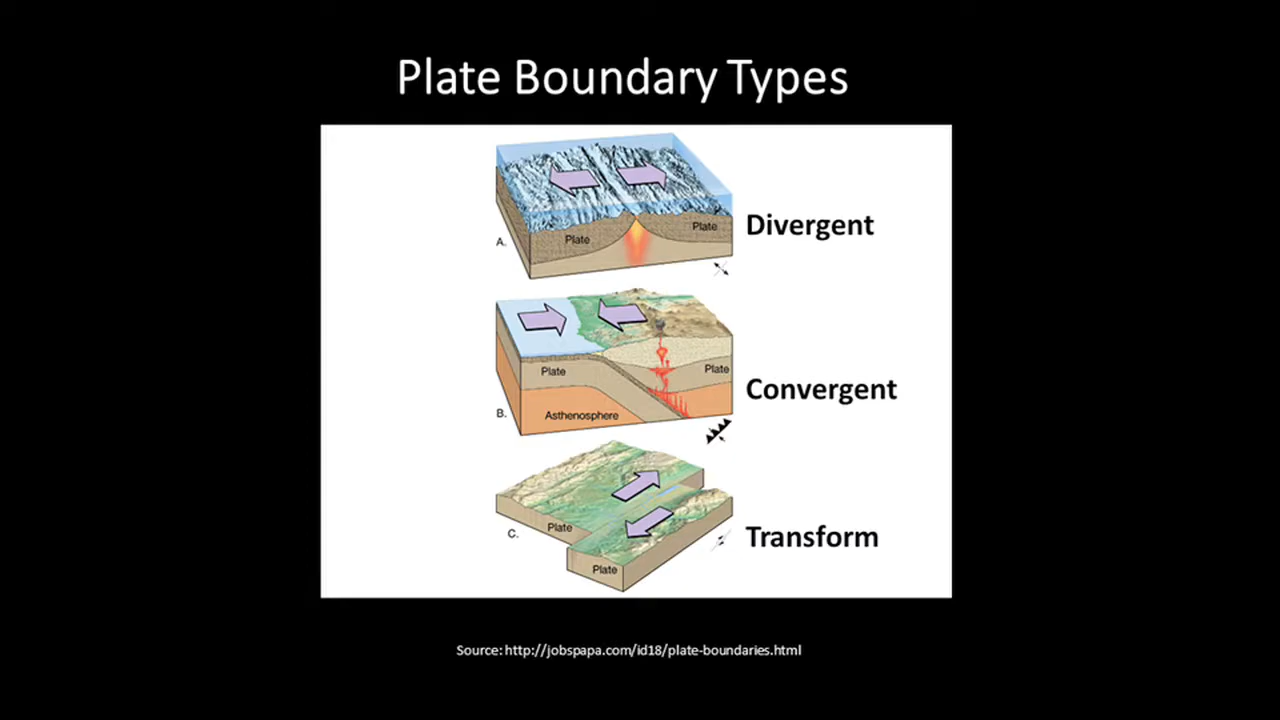 Plate Boundary Types
Plate
Plate
A.
Divergent
Plate
Plate
Asthenosphere
B.
Convergent
Plate
C.
Plate
Transform
Source: http://jobspapa.com/id18/plate-boundaries.html